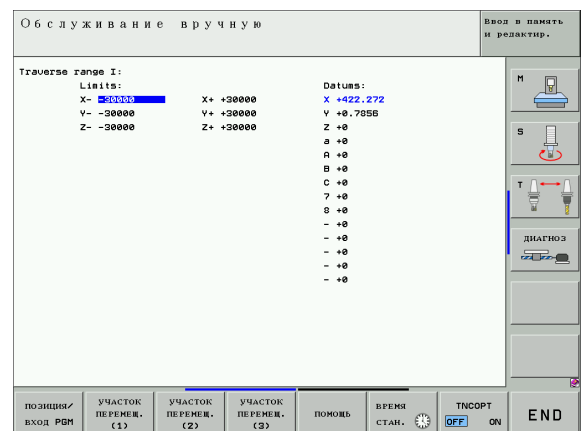 Обслуживание вручную
Ввод в память
и редактир.
Traverse range I:
Limits:
Datums:
X- -30000 X+ +30000 X +422.272
Y- -30000 Y+ +30000 Y +0.7856
Z- -30000 Z+ +30000 Z +0
a +0
A +0
B +0
C +0
7 +0
8 +0
- +0
- +0
- +0
- +0
- +0
M
S
T
ДИАГНОЗ
ПОЗИЦИЯ/
ВХОД PGM
УЧАСТОК
ПЕРЕМЕЩ.
(1)
УЧАСТОК
ПЕРЕМЕЩ.
(2)
УЧАСТОК
ПЕРЕМЕЩ.
(3)
ПОМОЩЬ
ВРЕМЯ
СТАН.
TNCOPT
OFF ON
END